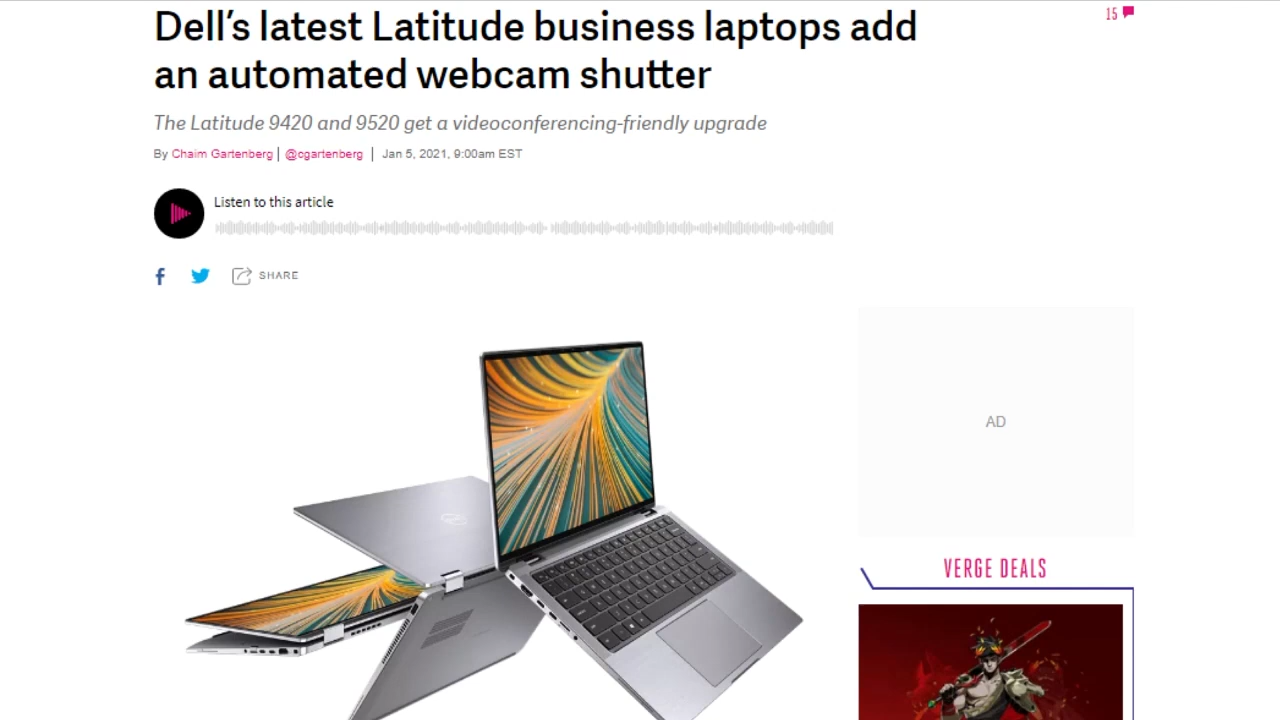 Dell's latest Latitude business laptops add
an automated webcam shutter
15
The Latitude 9420 and 9520 get a videoconferencing-friendly upgrade
By Chaim Gartenberg | @cgartenberg | Jan 5, 2021, 9:00am EST
Listen to this article
SHARE
AD
VERGE DEALS